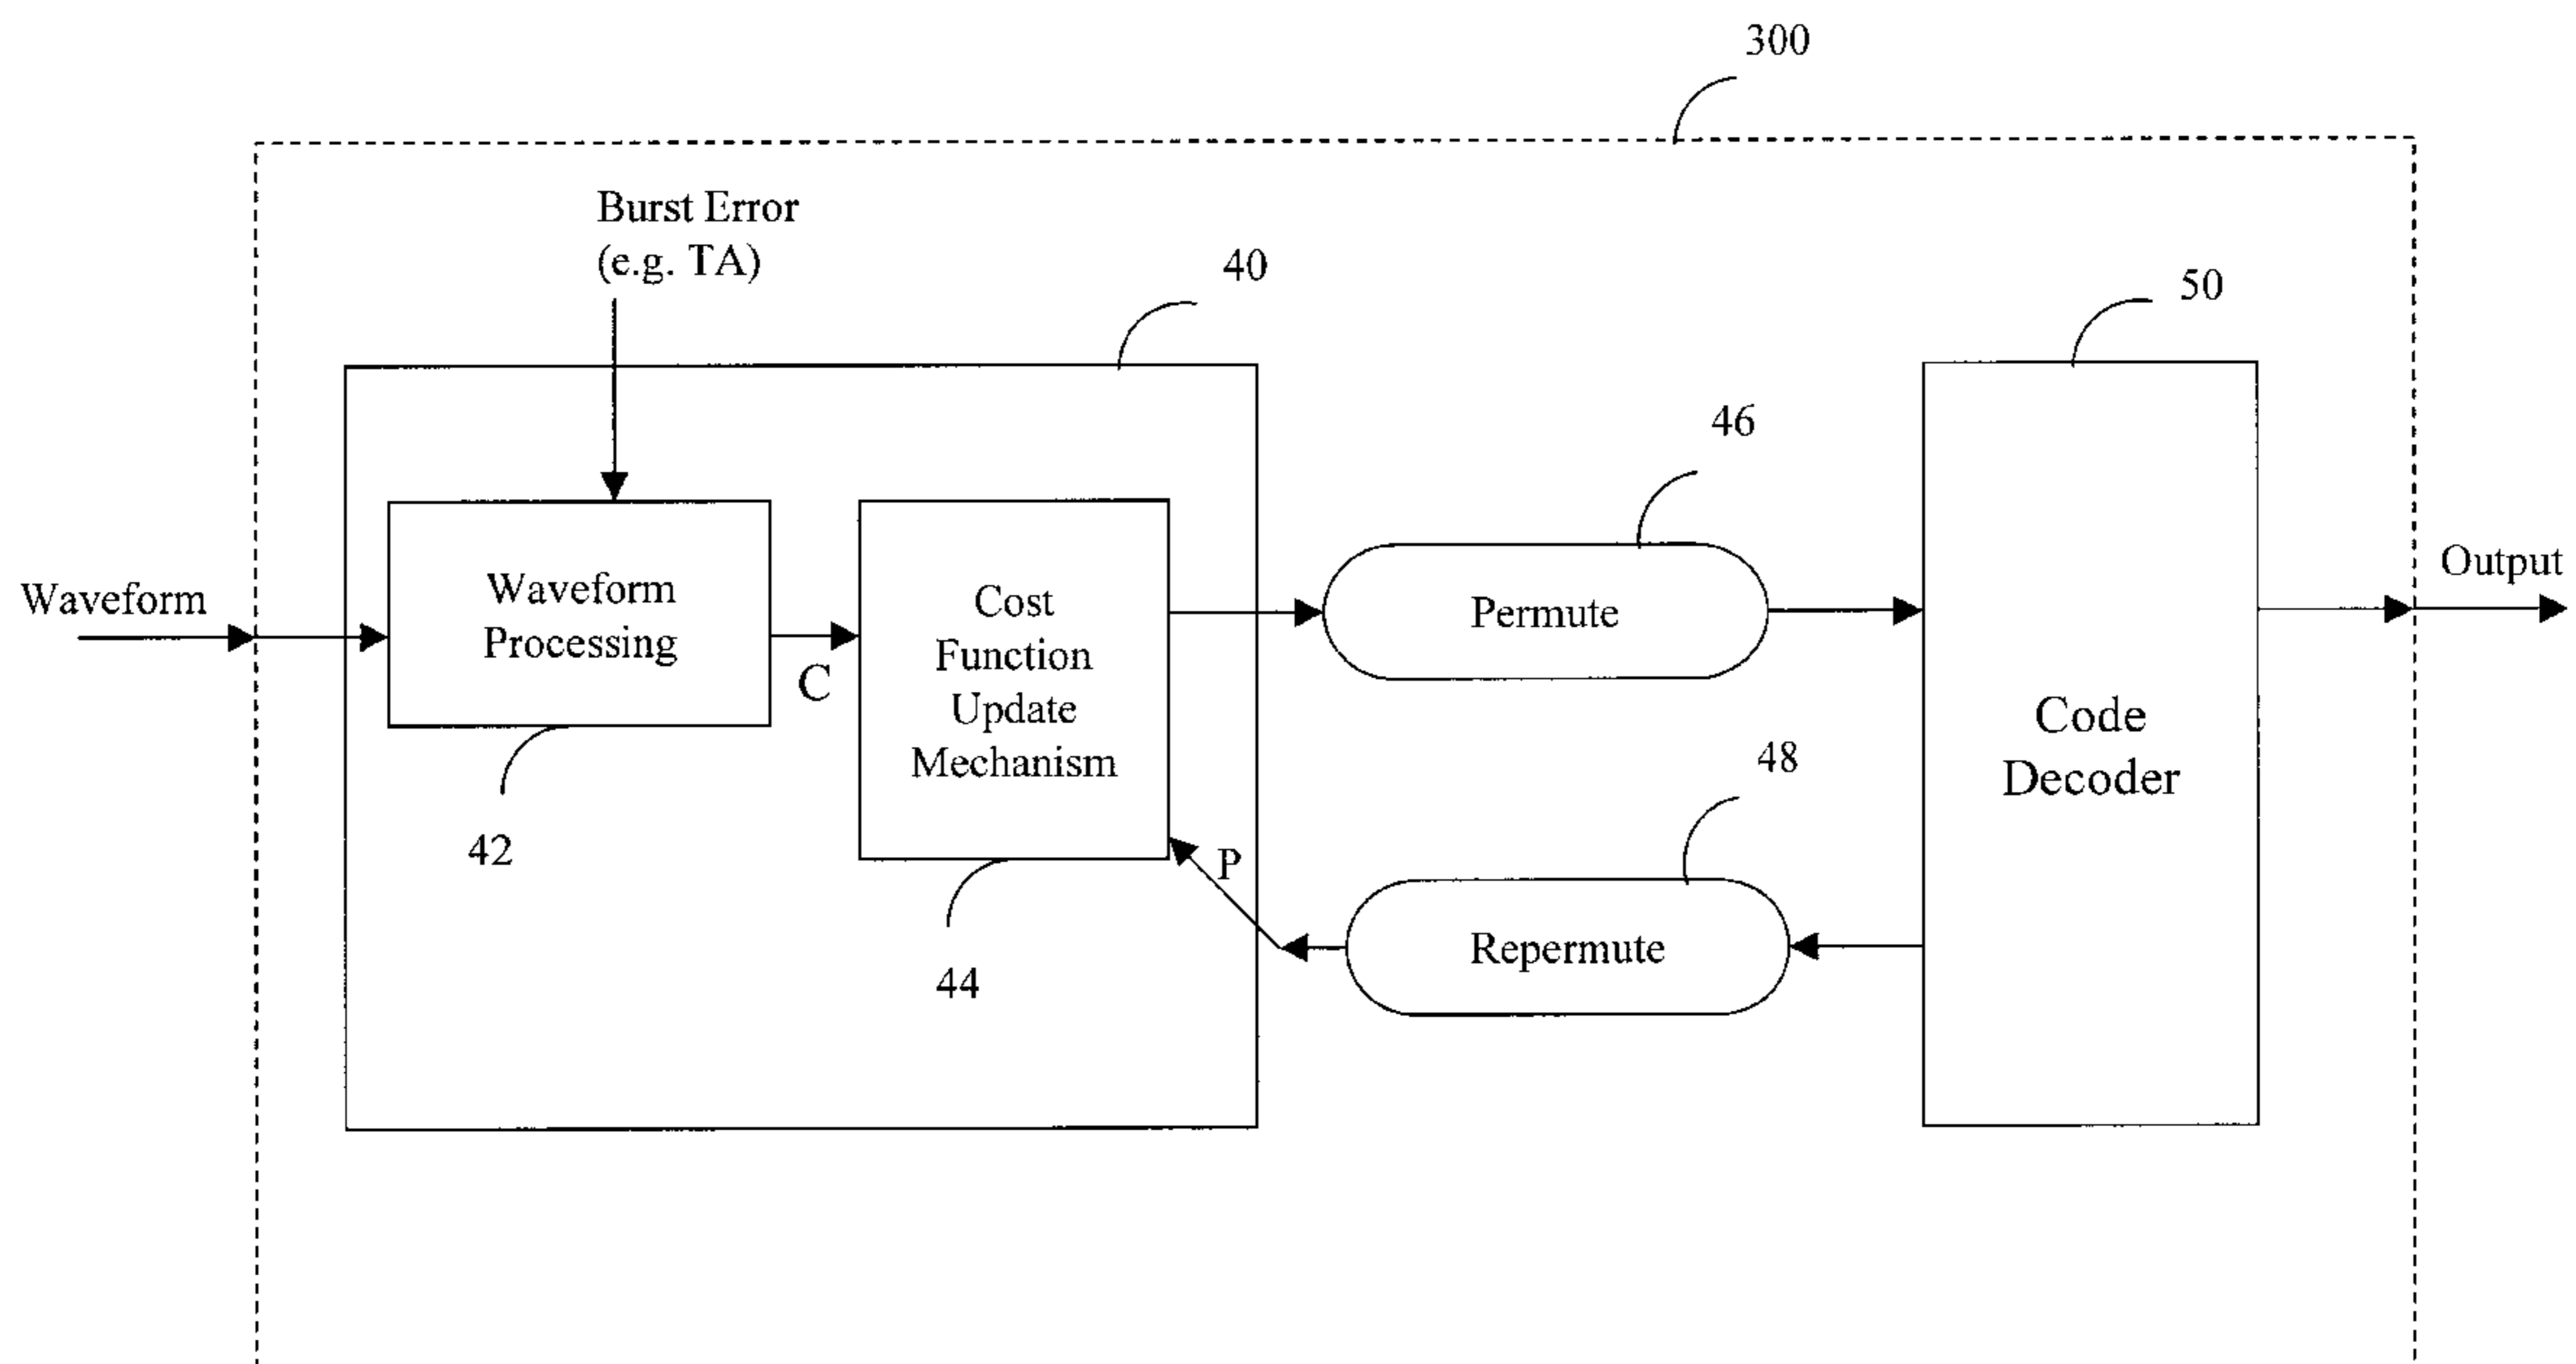 300
Burst Error
(e.g. TA)
40
50
46
Waveform
Waveform
Processing
C
Cost
Function
Update
Mechanism
Permute
Output
Code
Decoder
42
P
48
44
Repermute